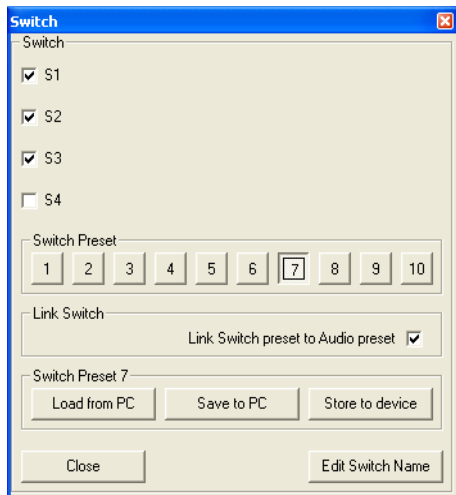 Switch
Switch
S1
S2
S3
S4
Switch Preset
1 2 3 4 5 6 7 8 9 10
Link Switch
Link Switch preset to Audio preset
Switch Preset 7
Load from PC Save to PC Store to device
Close Edit Switch Name